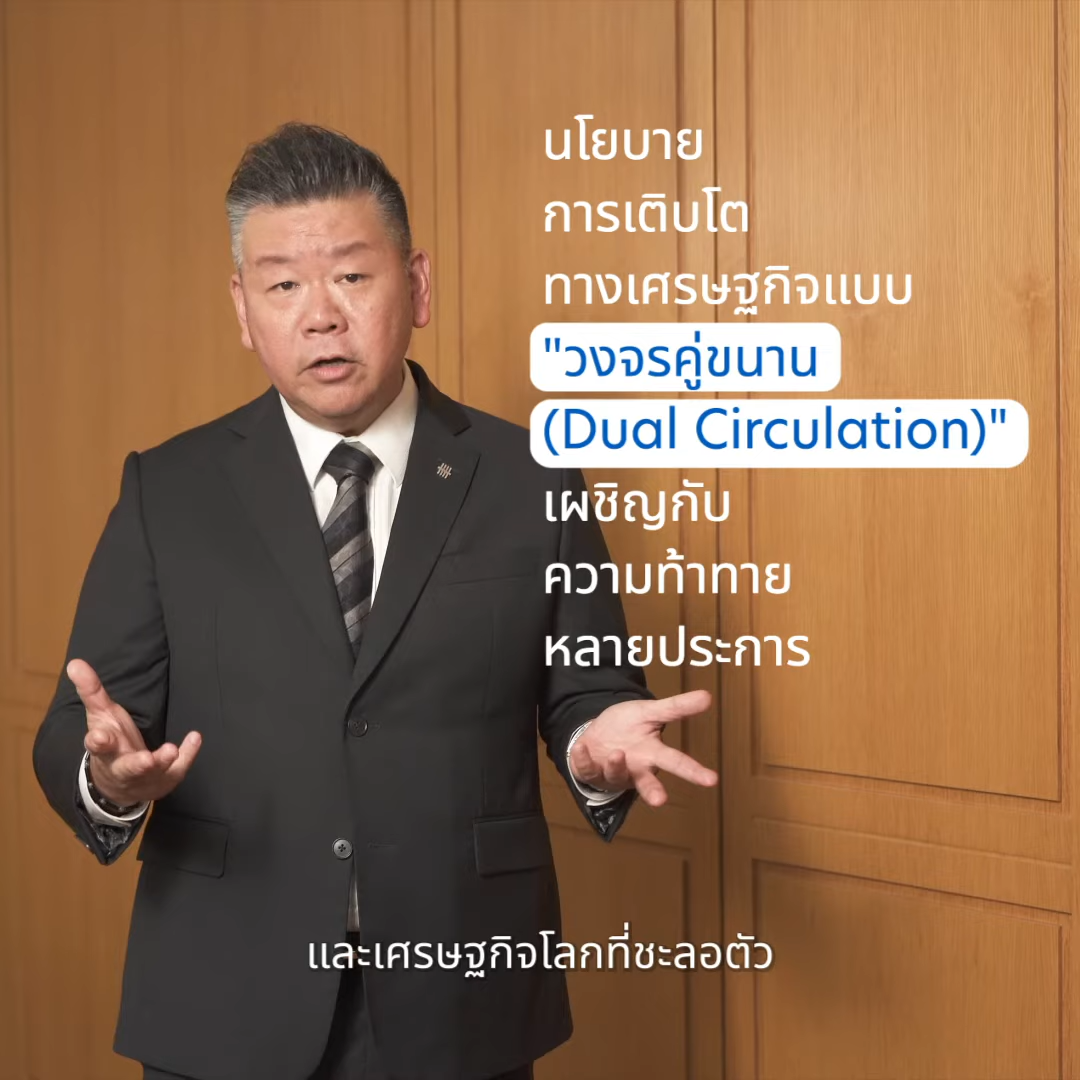 นโยบาย
การเติบโต
ทางเศรษฐกิจแบบ
"วงจรคู่ขนาน
(Dual Circulation)"
เผชิญกับ
ความท้าทาย
หลายประการ
และเศรษฐกิจโลกที่ชะลอตัว